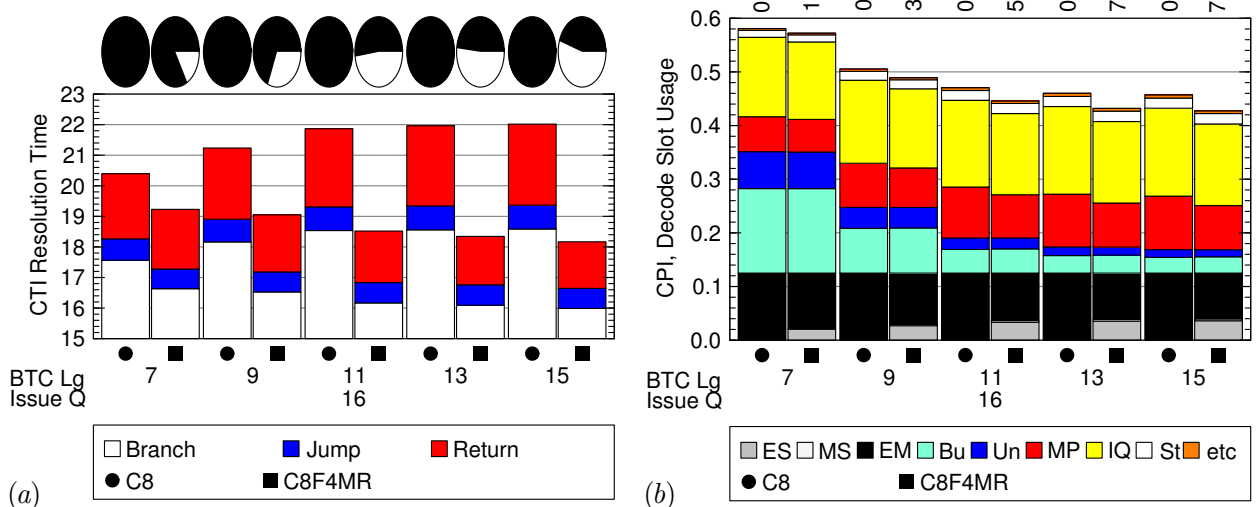 CTI Resolution Time
23
22
21
20
19
18
17
16
15
BTC Lg 7 9 11 13 15
Issue Q 16
Branch Jump Return
C8 C8F4MR
(a)
0 1 0 3 0 5 0 7 0 7
CPI, Decode Slot Usage
0.6
0.5
0.4
0.3
0.2
0.1
0.0
BTC Lg 7 9 11 13 15
Issue Q 16
ES MS EM Bu Un MP IQ St etc
C8 C8F4MR
(b)